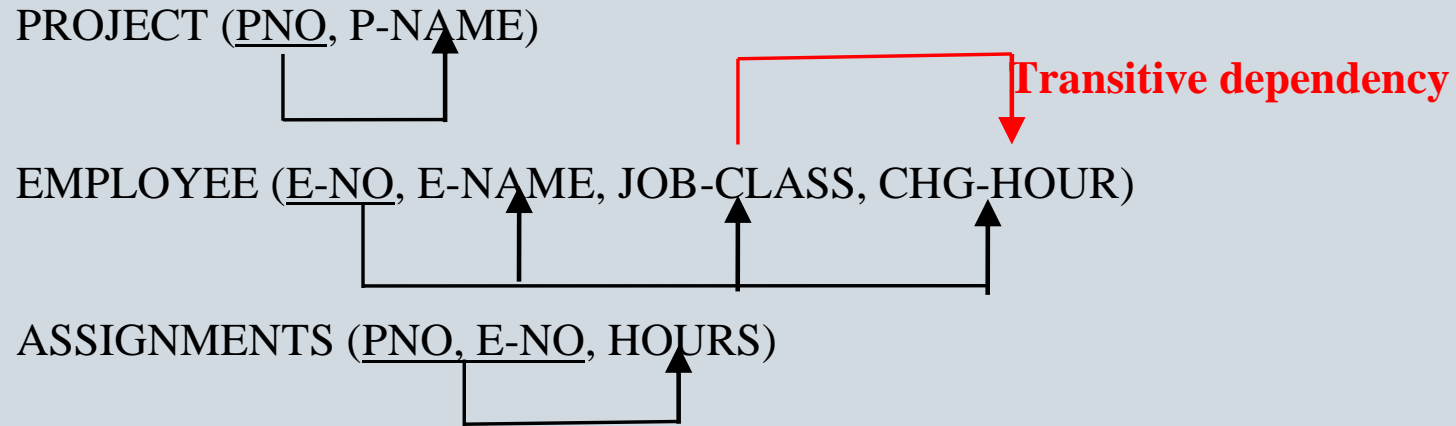 PROJECT (PNO, P-NAME)
Transitive dependency
EMPLOYEE (E-NO, E-NAME, JOB-CLASS, CHG-HOUR)
ASSIGNMENTS (PNO, E-NO, HOURS)